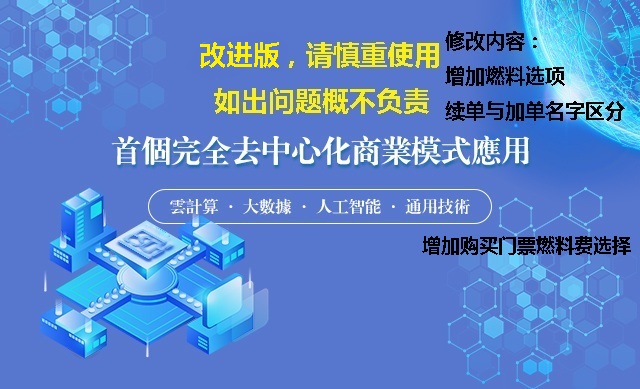 改进版，请慎重使用
如出问题概不负责
修改内容：
增加燃料选项
续单与加单名字区分
首個完全去中心化商業模式應用
雲計算 · 大數據 · 人工智能 · 通用技術
增加购买门票燃料费选择